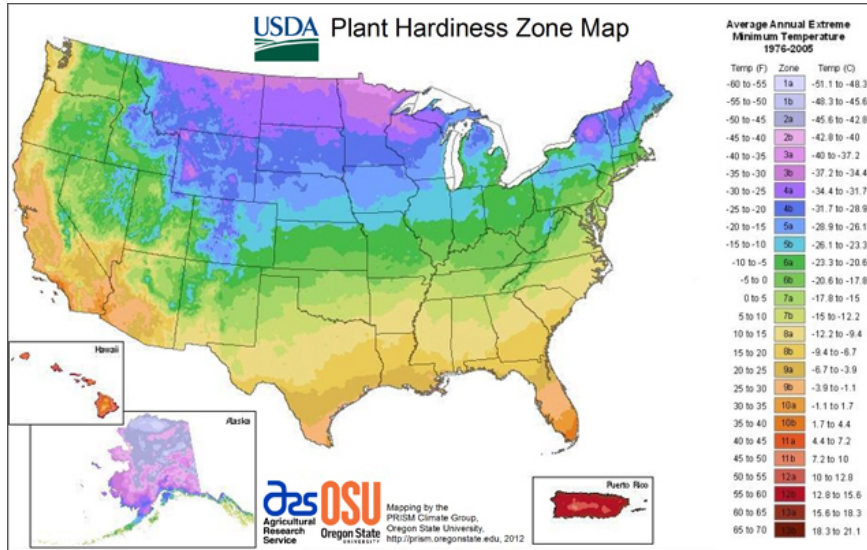 USDA Plant Hardiness Zone Map
Average Annual Extreme
Minimum Temperature
1976-2005
Temp (F) Zone Temp (C)
-60 to -55 1a -51.1 to -48.3
-55 to -50 1b -48.3 to -45.6
-50 to -45 2a -45.6 to -42.8
-45 to -40 2b -42.8 to -40
-40 to -35 3a -40 to -37.2
-35 to -30 3b -37.2 to -34.4
-30 to -25 4a -34.4 to -31.7
-25 to -20 4b -31.7 to -28.9
-20 to -15 5a -28.9 to -26.1
-15 to -10 5b -26.1 to -23.3
-10 to -5 6a -23.3 to -20.6
-5 to 0 6b -20.6 to -17.8
0 to 5 7a -17.8 to -15
5 to 10 7b -15 to -12.2
10 to 15 8a -12.2 to -9.4
15 to 20 8b -9.4 to -6.7
20 to 25 9a -6.7 to -3.9
25 to 30 9b -3.9 to -1.1
30 to 35 10a -1.1 to 1.7
35 to 40 10b 1.7 to 4.4
40 to 45 11a 4.4 to 7.2
45 to 50 11b 7.2 to 10
50 to 55 12a 10 to 12.8
55 to 60 12b 12.8 to 15.6
60 to 65 13a 15.6 to 18.3
65 to 70 13b 18.3 to 21.1
Hawaii
Alaska
Puerto Rico
ars
Agricultural
Research
Service
OSU
Oregon State
UNIVERSITY
Mapping by the
PRISM Climate Group,
Oregon State University,
http://prism.oregonstate.edu, 2012